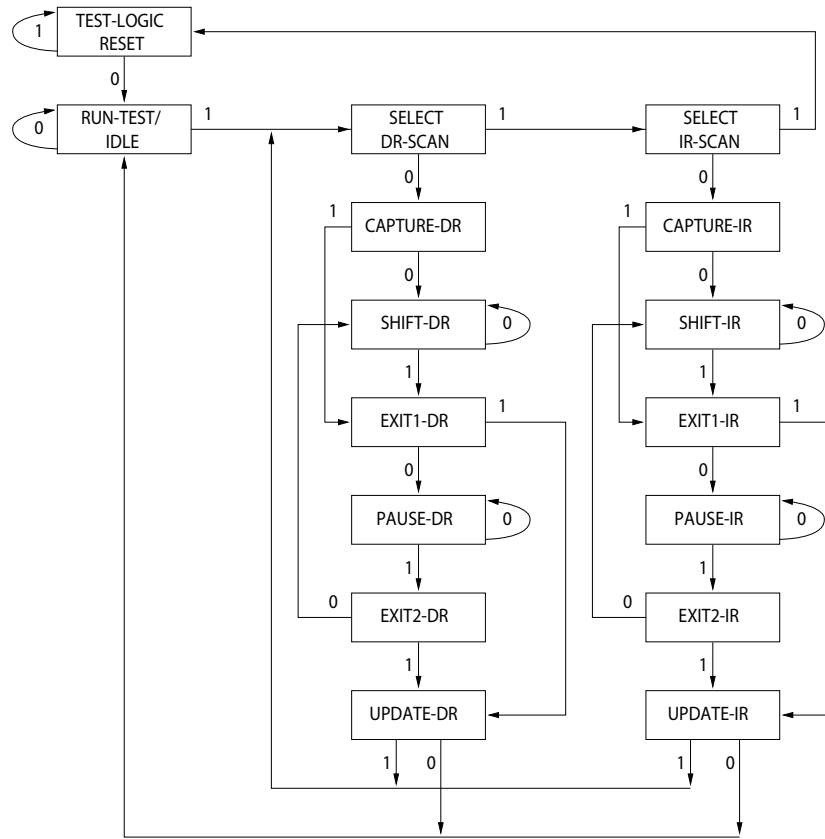 TEST-LOGIC
RESET
1
0
RUN-TEST/
IDLE
0
1
SELECT
DR-SCAN
1
SELECT
IR-SCAN
1
0
0
1
CAPTURE-DR
1
CAPTURE-IR
0
0
SHIFT-DR
0
SHIFT-IR
0
1
1
EXIT1-DR
1
EXIT1-IR
1
0
0
PAUSE-DR
0
PAUSE-IR
0
1
1
0
EXIT2-DR
0
EXIT2-IR
1
1
UPDATE-DR
UPDATE-IR
1
0
1
0